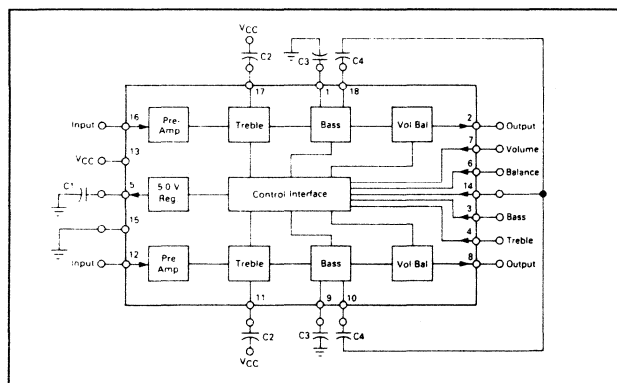 VCC
C2
C3
C4
17
1
18
16
Input
Pre-
Amp
Treble
Bass
Vol Bal
2
Output
7
Volume
13
VCC
6
Balance
C1
5
5.0 V
Reg
Control Interface
14
3
Bass
15
4
Treble
12
Input
Pre
Amp
Treble
Bass
Vol Bal
8
Output
11
9
10
C2
C3
C4
VCC